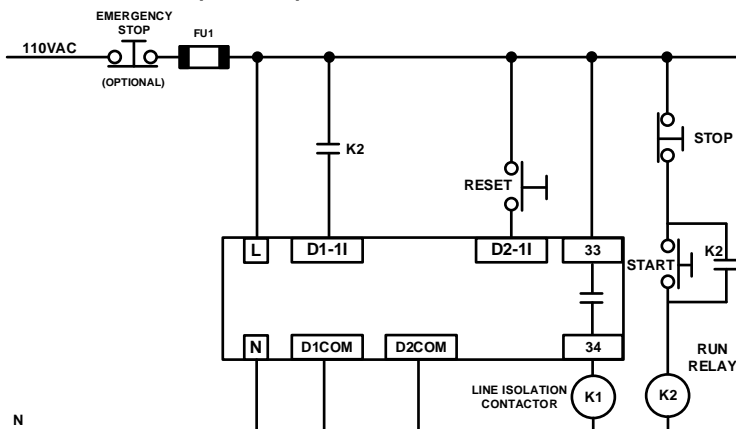 EMERGENCY
STOP
FU1
110VAC
(OPTIONAL)
K2
STOP
RESET
L
D1-1I
D2-1I
33
START
K2
N
D1COM
D2COM
34
RUN
RELAY
LINE ISOLATION
CONTACTOR
K1
K2
N